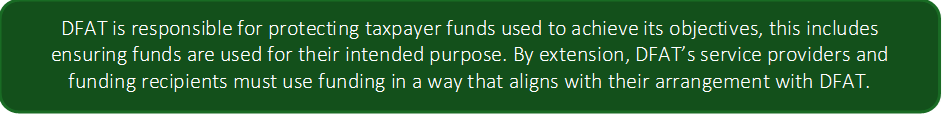 DFAT is responsible for protecting taxpayer funds used to achieve its objectives, this includes
ensuring funds are used for their intended purpose. By extension, DFAT’s service providers and
funding recipients must use funding in a way that aligns with their arrangement with DFAT.